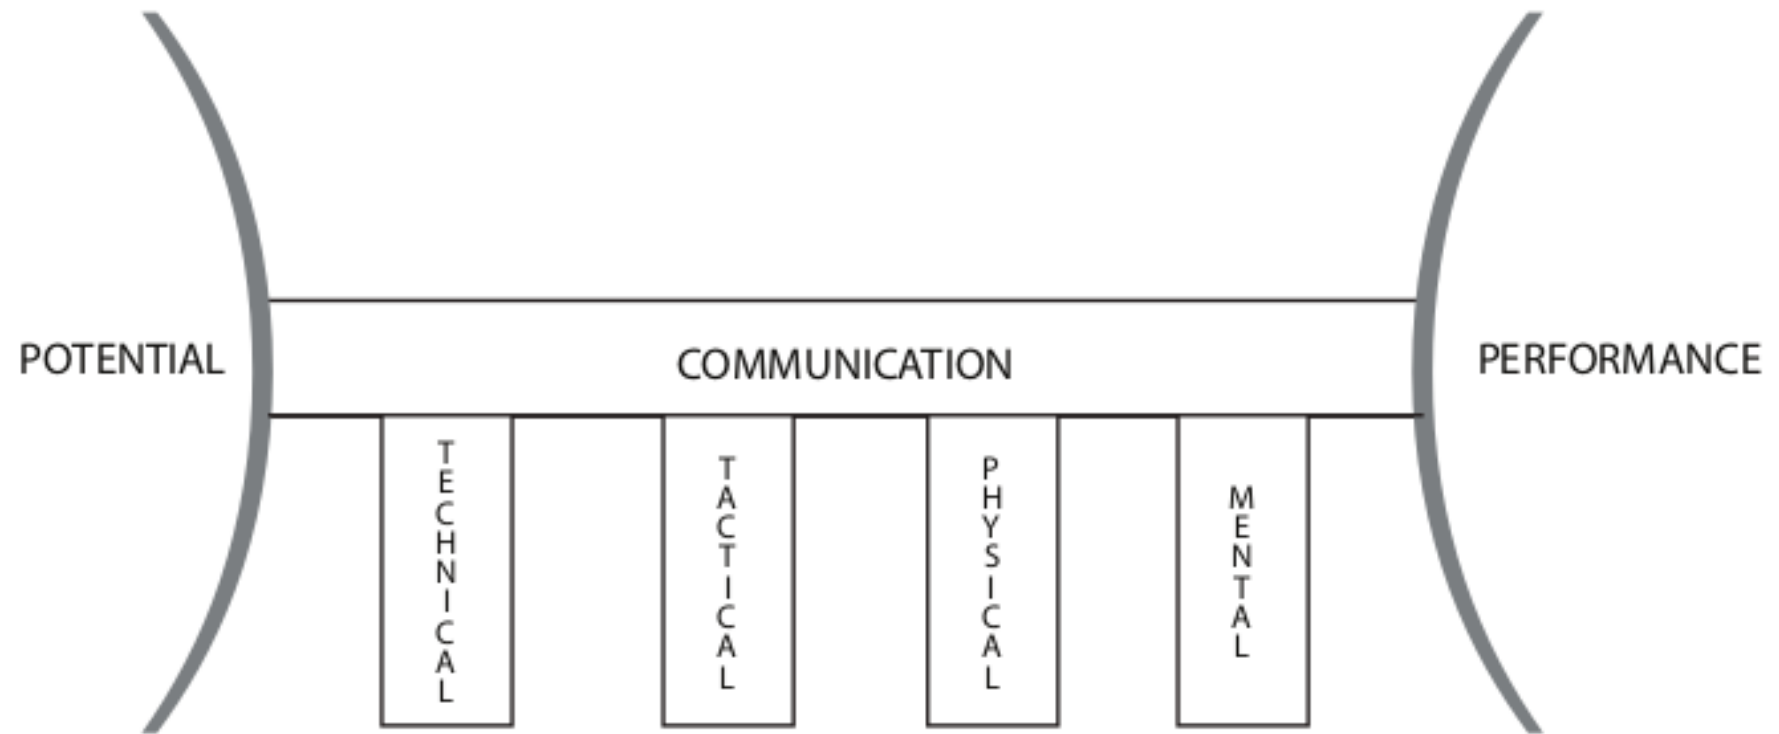 POTENTIAL
COMMUNICATION
PERFORMANCE
TECHNICAL
TACTICAL
PHYSICAL
MENTAL